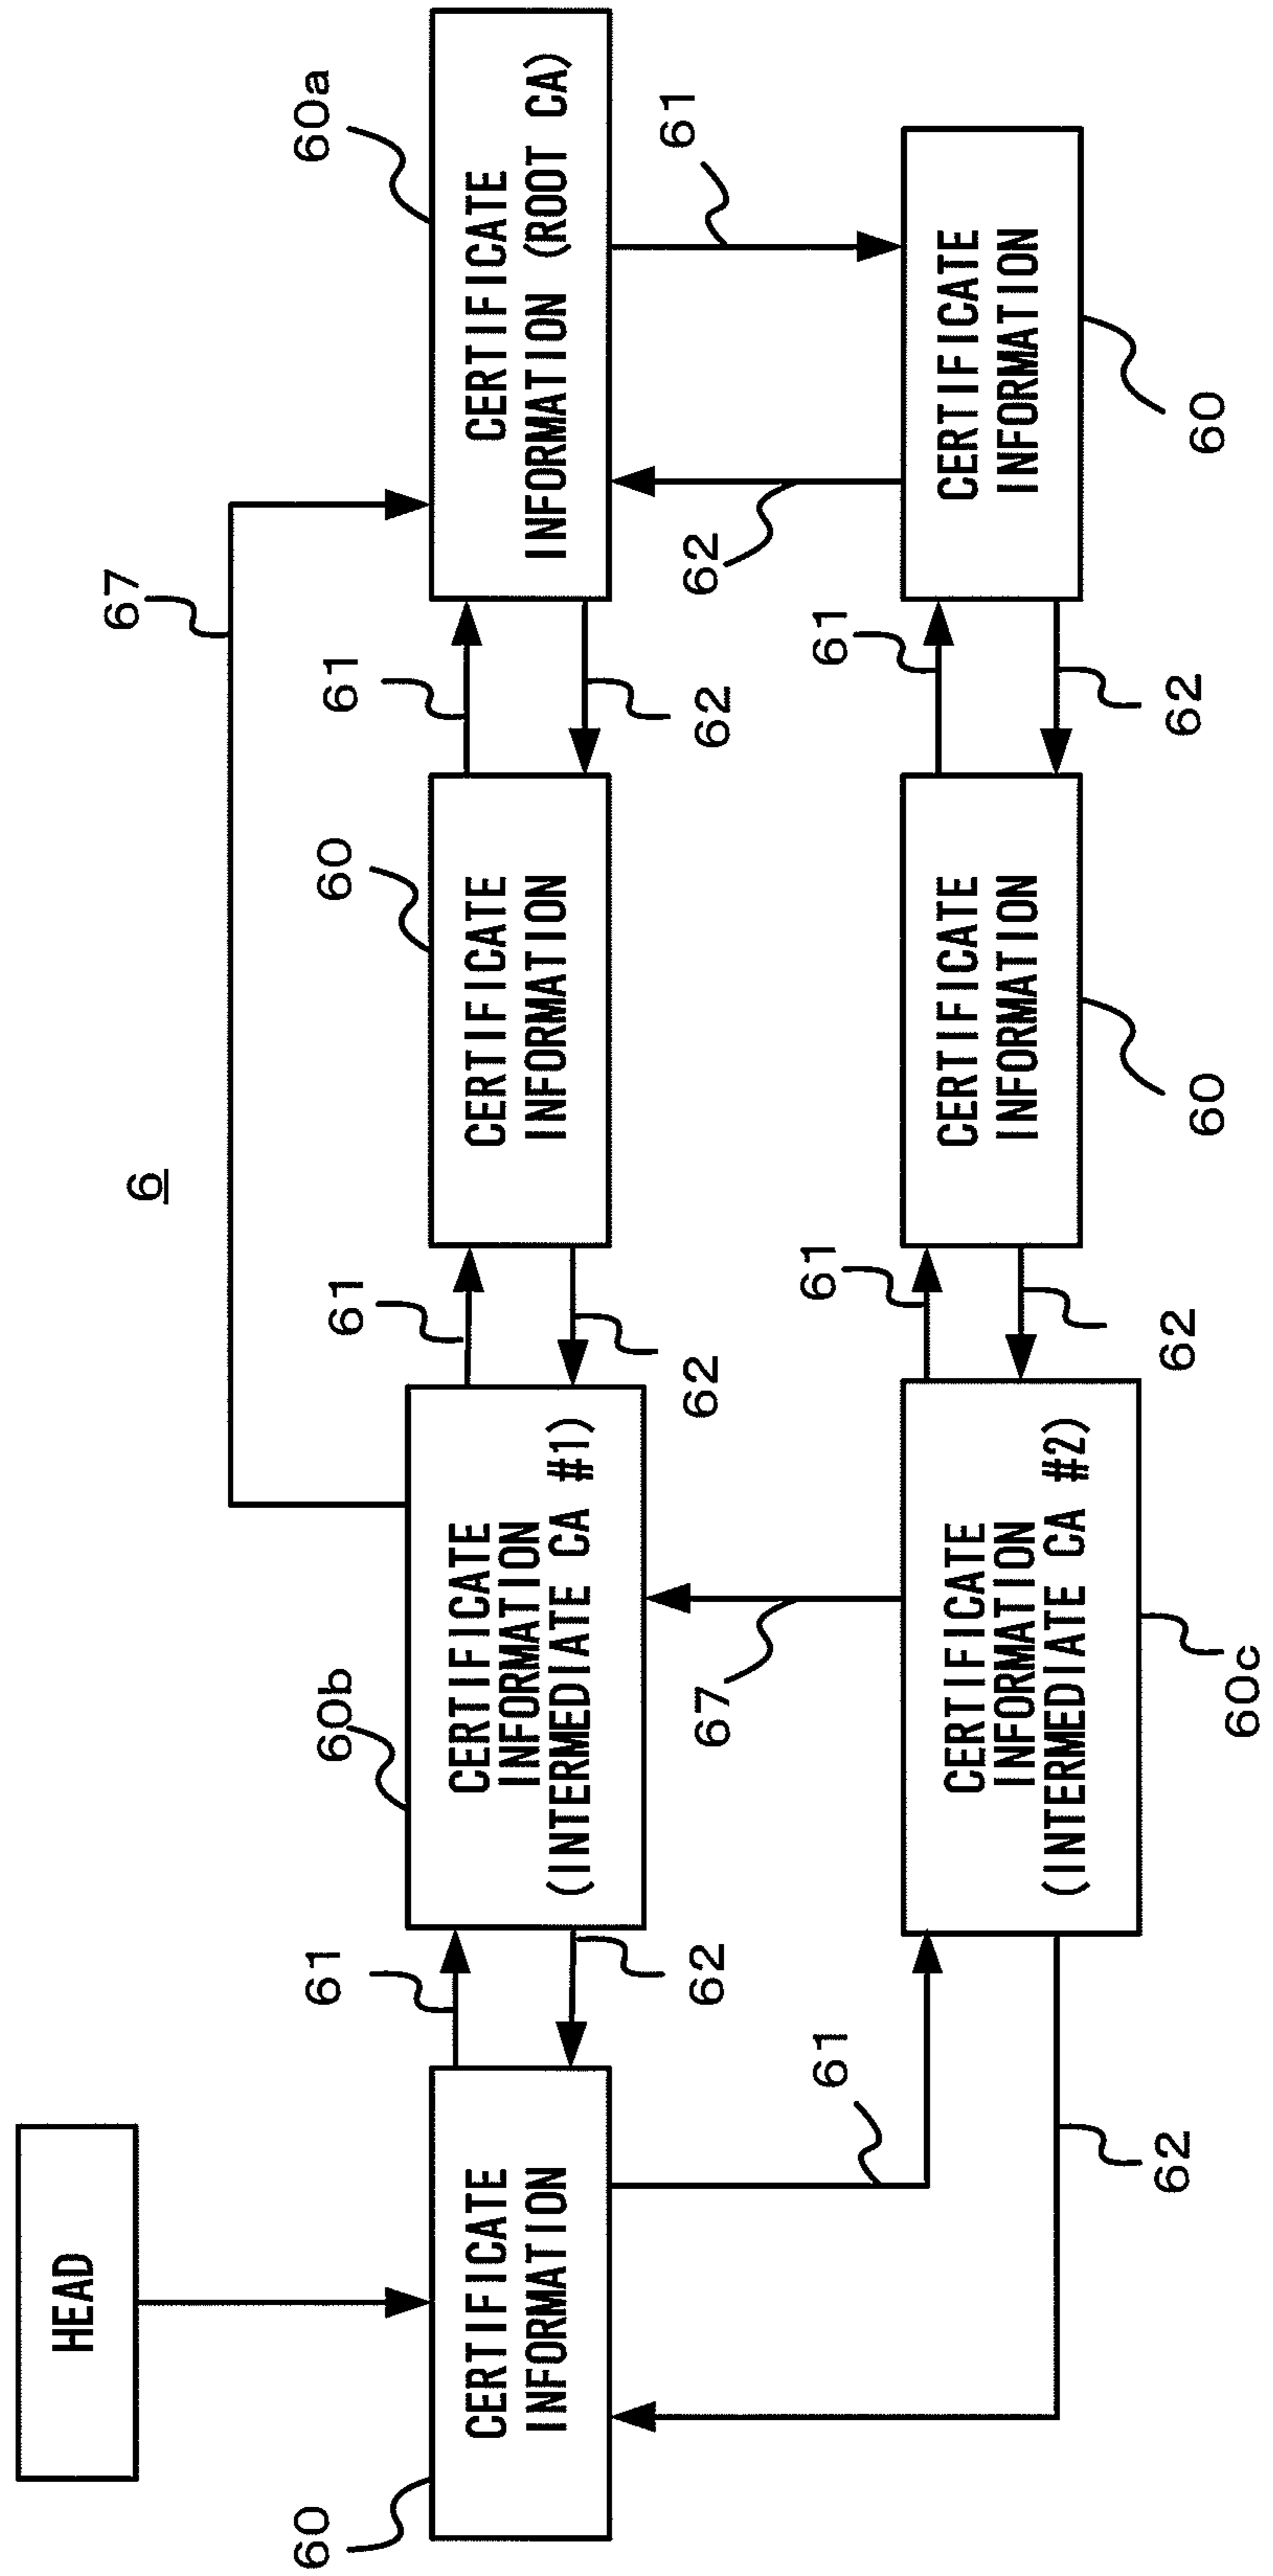 HEAD
6
67
60
61
60b
61
60
61
60a
CERTIFICATE
INFORMATION
CERTIFICATE
INFORMATION
(INTERMEDIATE CA #1)
CERTIFICATE
INFORMATION
CERTIFICATE
INFORMATION (ROOT CA)
62
67
62
62
62
61
61
61
61
CERTIFICATE
INFORMATION
(INTERMEDIATE CA #2)
CERTIFICATE
INFORMATION
CERTIFICATE
INFORMATION
62
60c
62
60
62
60